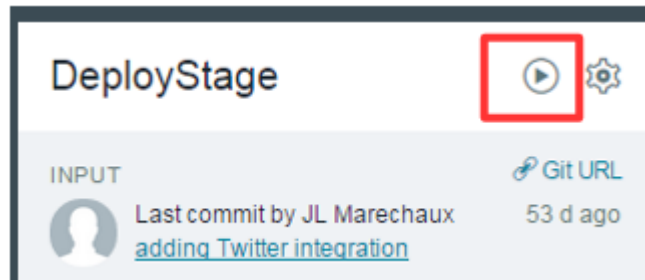 DeployStage
INPUT
Git URL
Last commit by JL Marechaux
53 d ago
adding Twitter integration